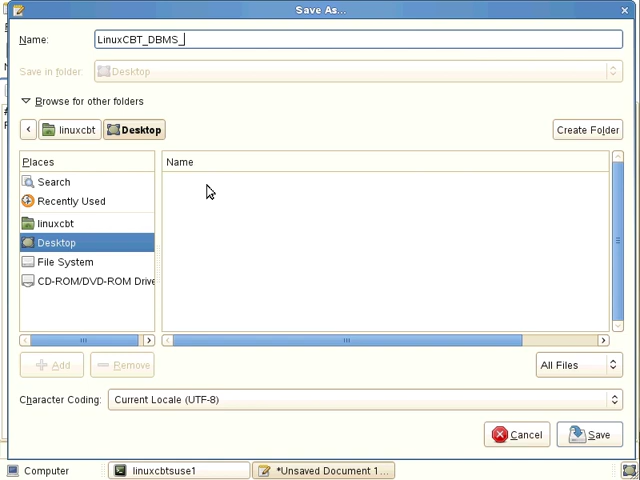 Save As...
Name: LinuxCBT_DBMS_
Save in folder: Desktop
Browse for other folders
linuxcbt Desktop Create Folder
Places Name
Search
Recently Used
linuxcbt
Desktop
File System
CD-ROM/DVD-ROM Drive
Add Remove All Files
Character Coding: Current Locale (UTF-8)
Cancel Save
Computer linuxcbtsuse1 *Unsaved Document 1...